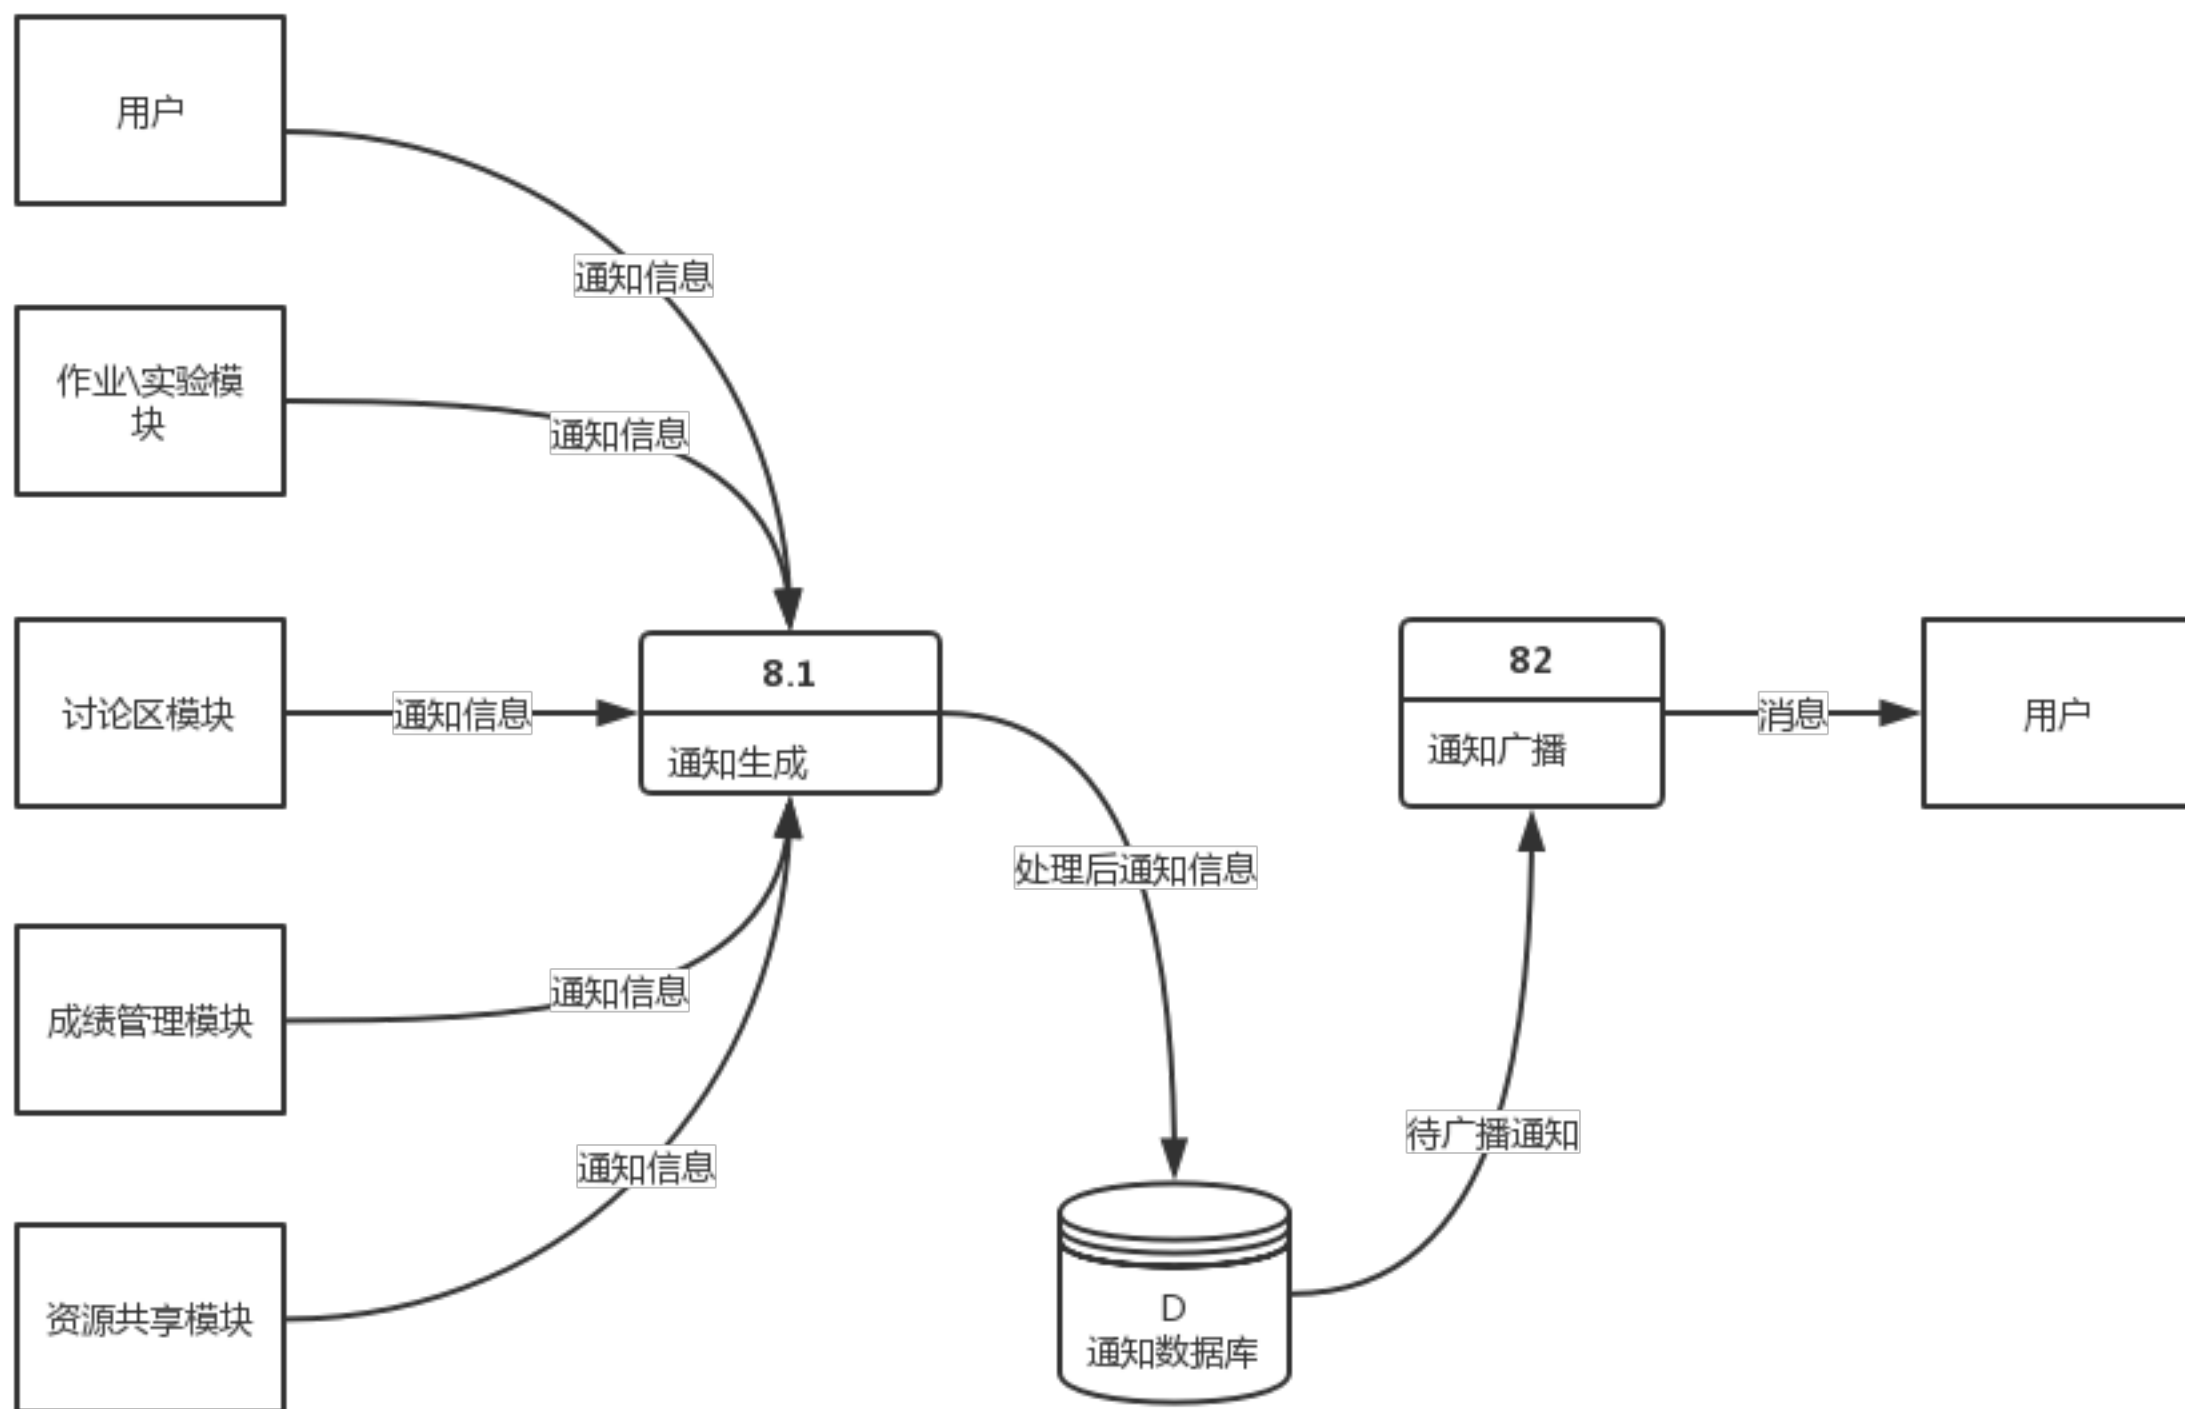 用户
通知信息
作业\实验模
块
通知信息
讨论区模块
通知信息
8.1
通知生成
82
通知广播
消息
用户
处理后通知信息
成绩管理模块
通知信息
待广播通知
通知信息
资源共享模块
D
通知数据库